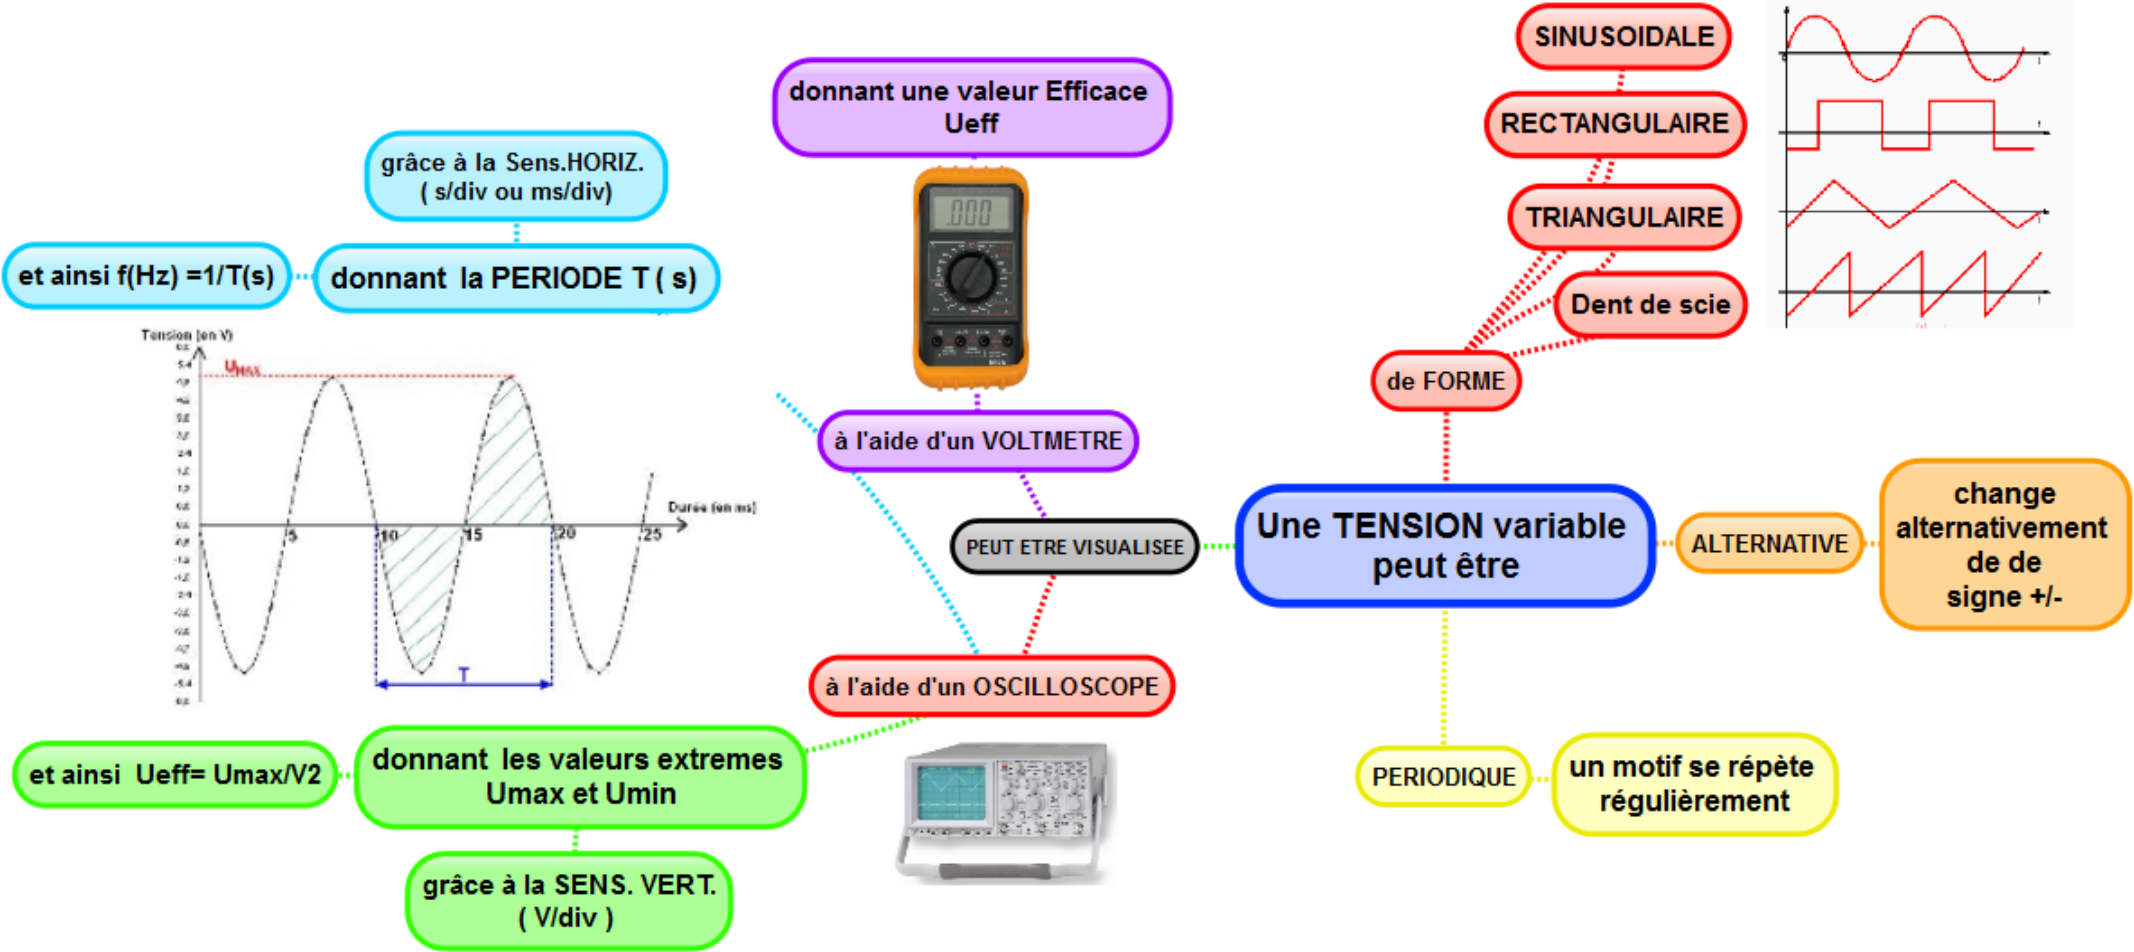 SINUSOIDALE
RECTANGULAIRE
TRIANGULAIRE
Dent de scie
de FORME
donnant une valeur Efficace
Ueff
.000
à l'aide d'un VOLTMETRE
grâce à la Sens.HORIZ.
( s/div ou ms/div)
et ainsi f(Hz) =1/T(s)
donnant la PERIODE T ( s)
Tension (en V)
UMAX
Durée (en ms)
5
10
15
20
25
T
PEUT ETRE VISUALISEE
Une TENSION variable
peut être
ALTERNATIVE
change
alternativement
de de
signe +/-
à l'aide d'un OSCILLOSCOPE
et ainsi Ueff= Umax/V2
donnant les valeurs extremes
Umax et Umin
grâce à la SENS. VERT.
( V/div )
PERIODIQUE
un motif se répète
régulièrement